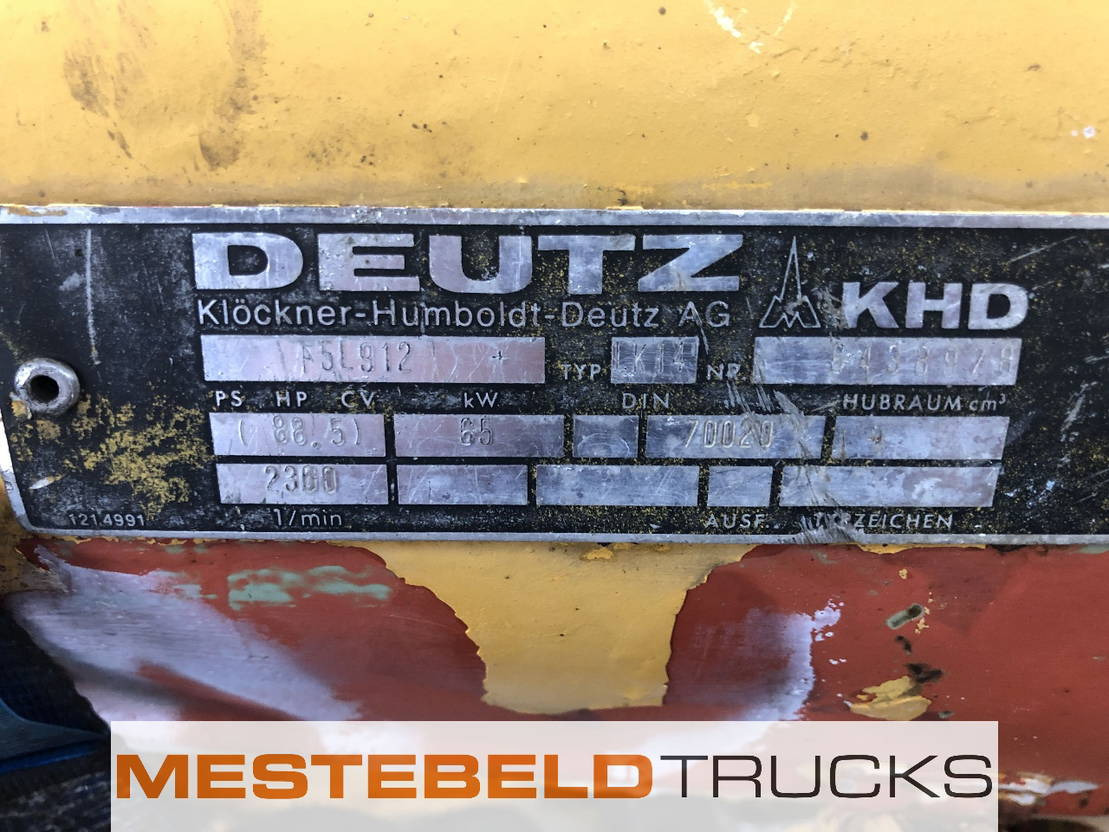 DEUTZ
Klöckner-Humboldt-Deutz AG KHD
F5L912 TYP NR
PS HP CV kW DIN HUBRAUM cm³
(88,5) 65 70020
2300
1/min AUSF ZEICHEN
1214991
MESTEBELDTRUCKS